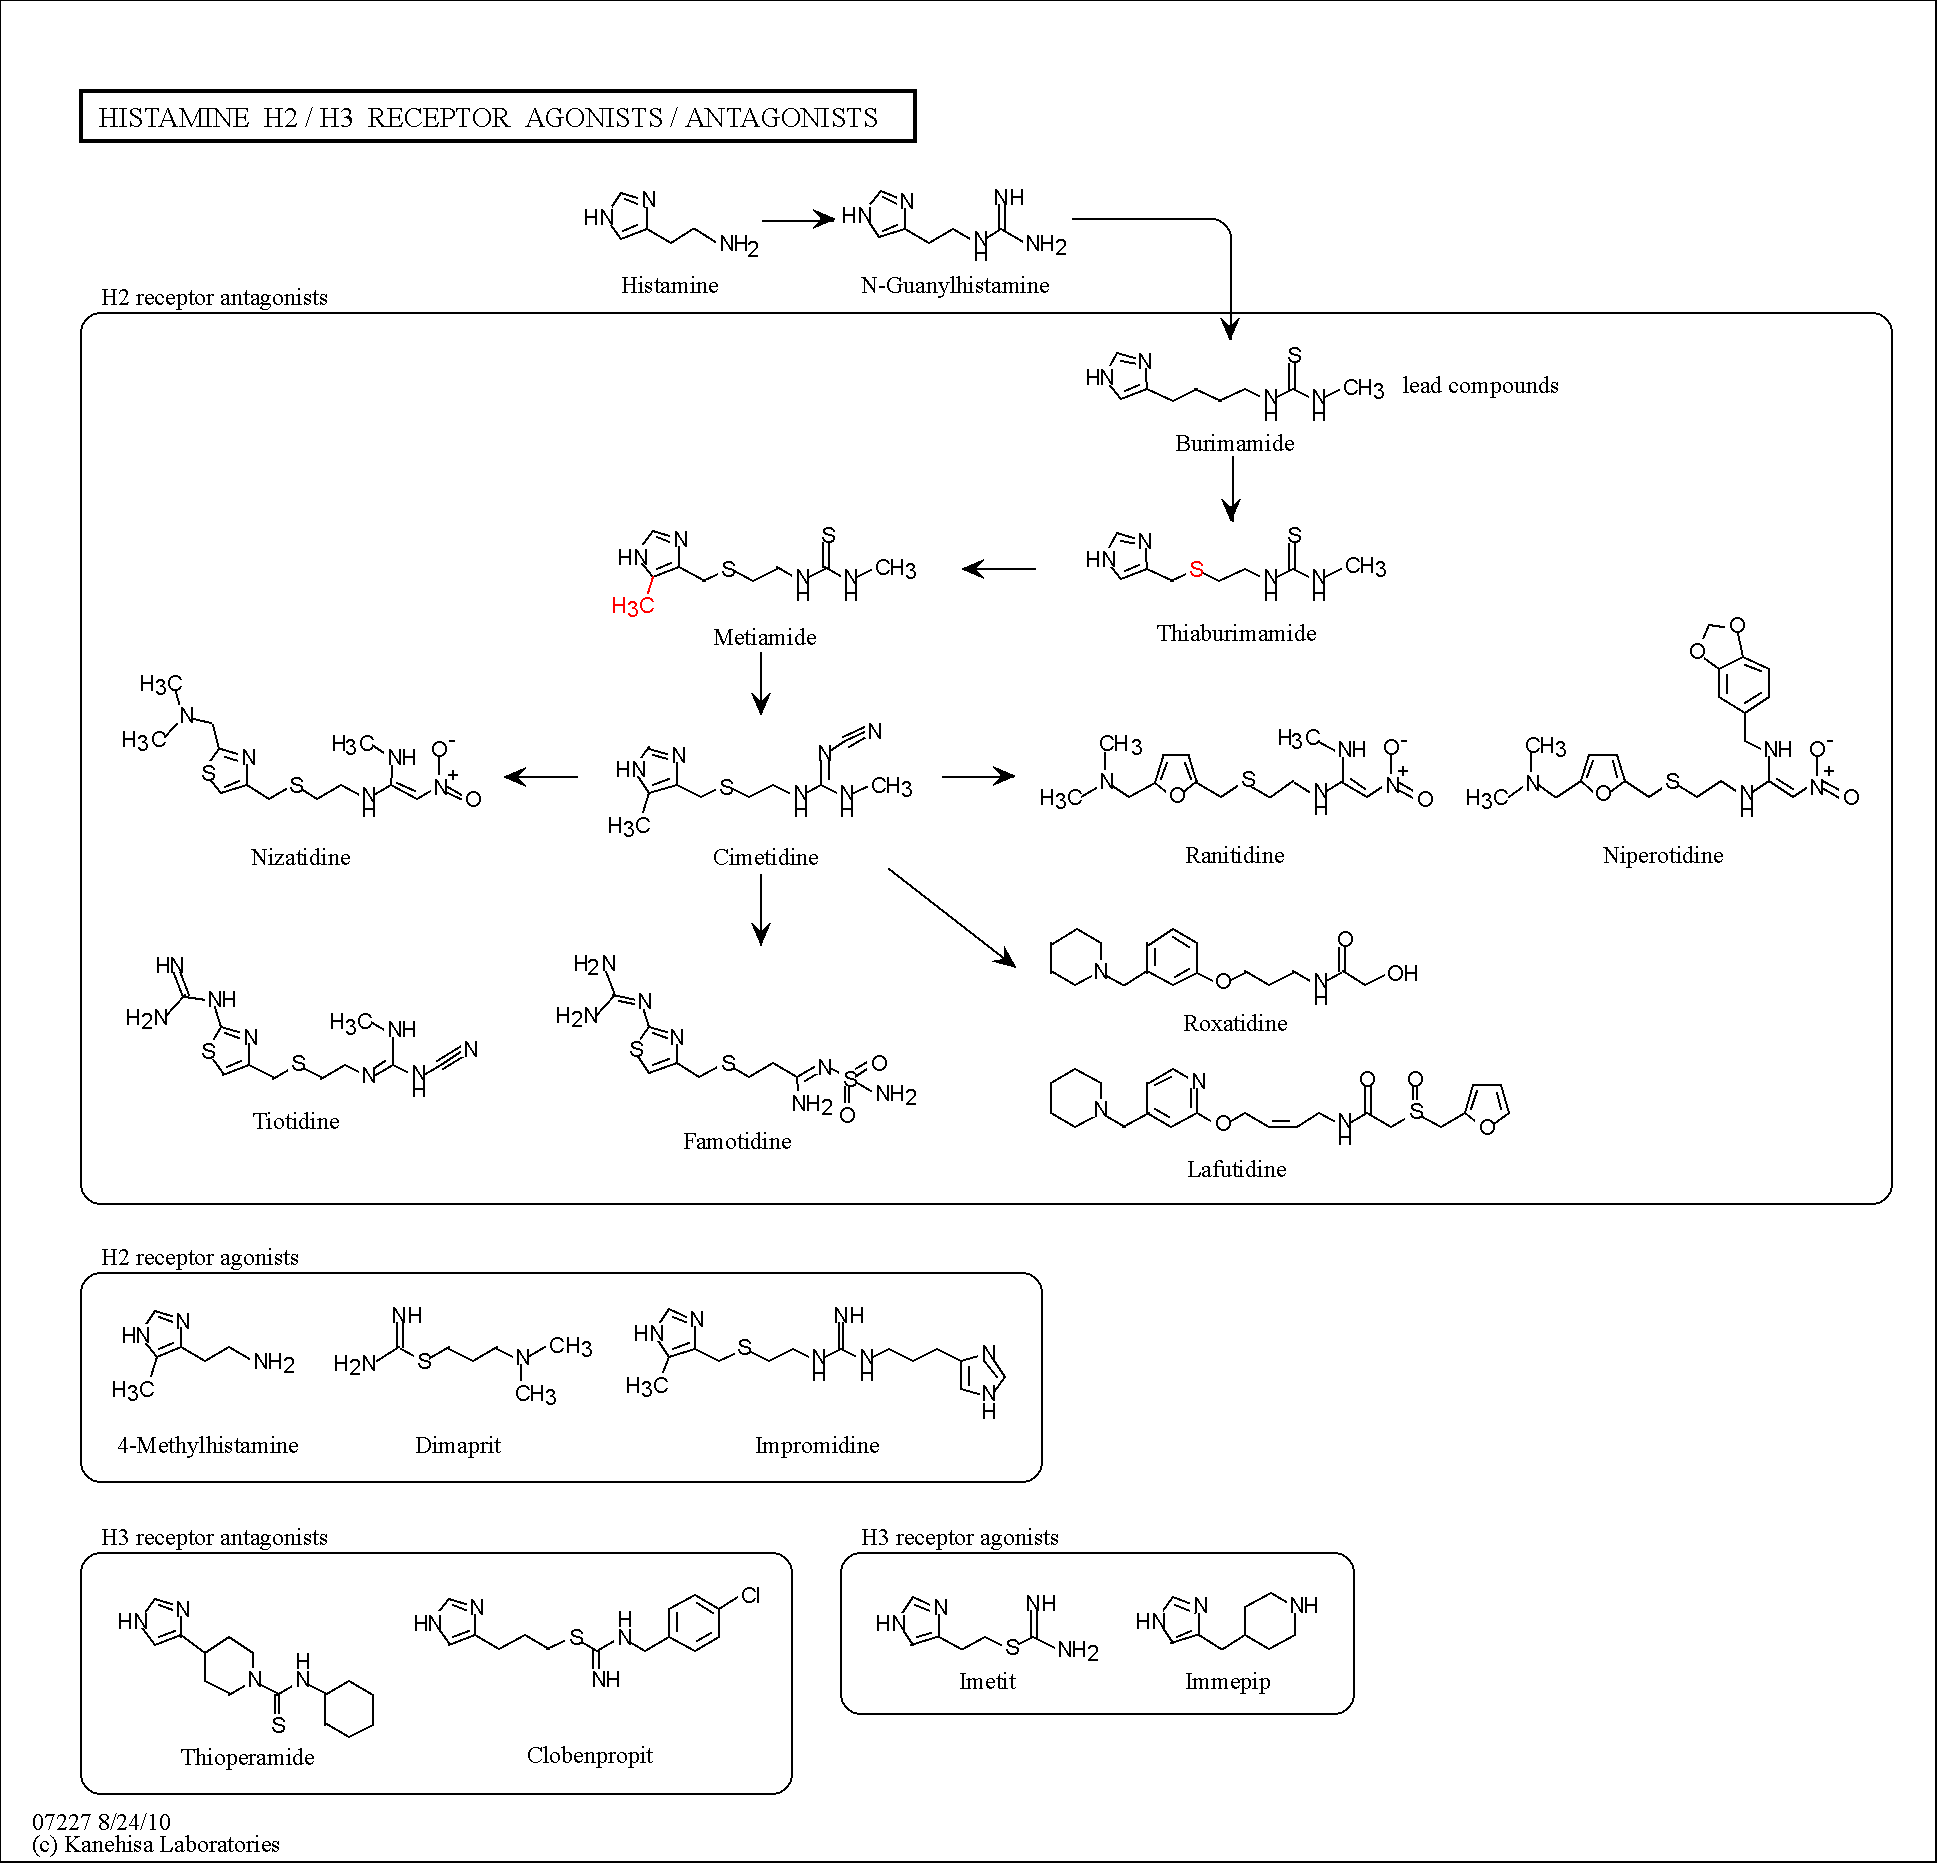 HISTAMINE H2 / H3 RECEPTOR AGONISTS / ANTAGONISTS
HN N NH2
Histamine
HN N N H NH NH2
N-Guanylhistamine
H2 receptor antagonists
HN N N H S N H CH3
lead compounds
Burimamide
HN N H3C S N H S N H CH3
Metiamide
HN N S N H S N H CH3
Thiaburimamide
H3C H3C N N S S N H H3C NH O- N+ O
Nizatidine
HN N H3C S N H N N N H CH3
Cimetidine
CH3 H3C N O S N H H3C NH O- N+ O
Ranitidine
O O CH3 H3C N O S N H NH O- N+ O
Niperotidine
HN H2N NH N S S N H3C NH N H N
Tiotidine
H2N H2N N N S S NH2 N O S O NH2
Famotidine
N O N H O OH
Roxatidine
N N O N H O O S O
Lafutidine
H2 receptor agonists
HN N H3C NH2
4-Methylhistamine
NH H2N S N CH3 CH3
Dimaprit
HN N H3C S N H NH N H N N H
Impromidine
H3 receptor antagonists
HN N N S H N
Thioperamide
HN N S NH H N Cl
Clobenpropit
H3 receptor agonists
HN N S NH NH2
Imetit
HN N NH
Immepip
07227 8/24/10
(c) Kanehisa Laboratories